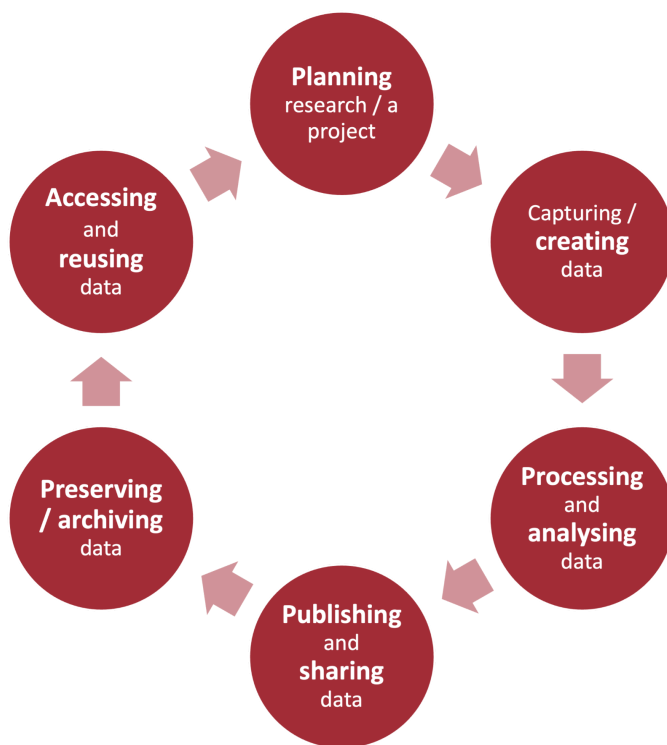 Planning
research / a
project
Capturing /
creating
data
Processing
and
analysing
data
Publishing
and
sharing
data
Preserving
/ archiving
data
Accessing
and
reusing
data